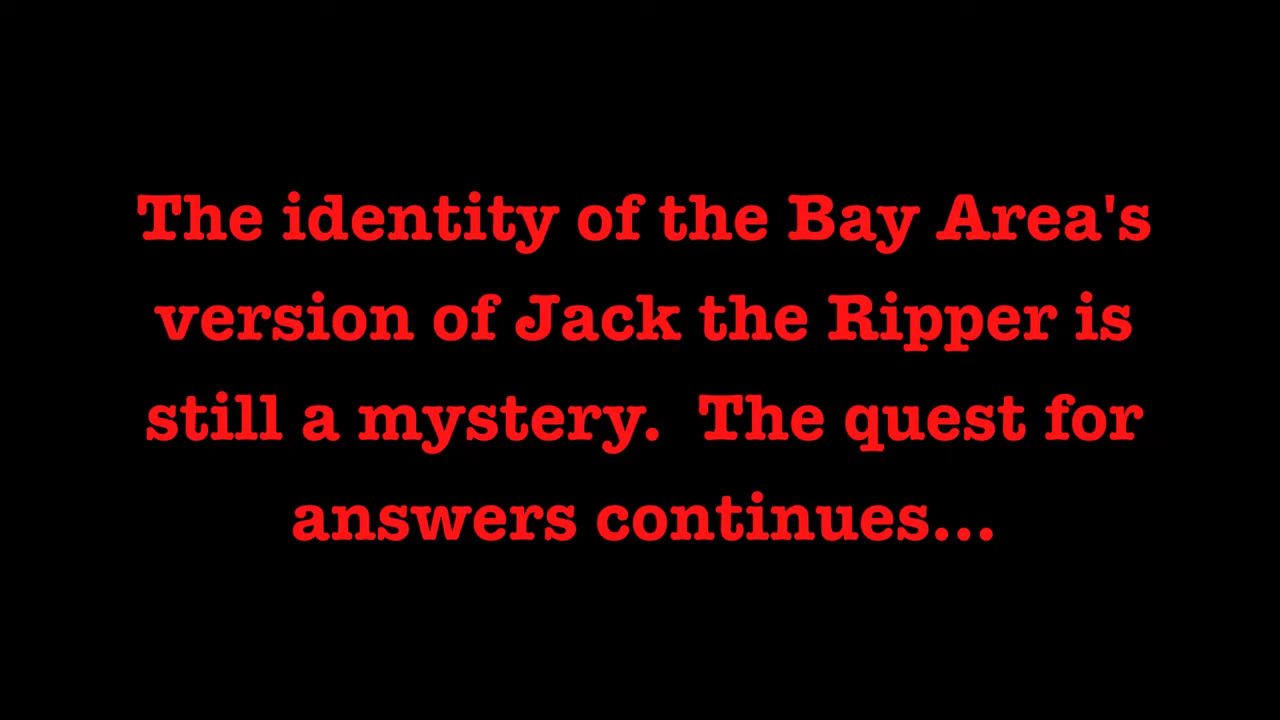 The identity of the Bay Area's
version of Jack the Ripper is
still a mystery.  The quest for
answers continues...